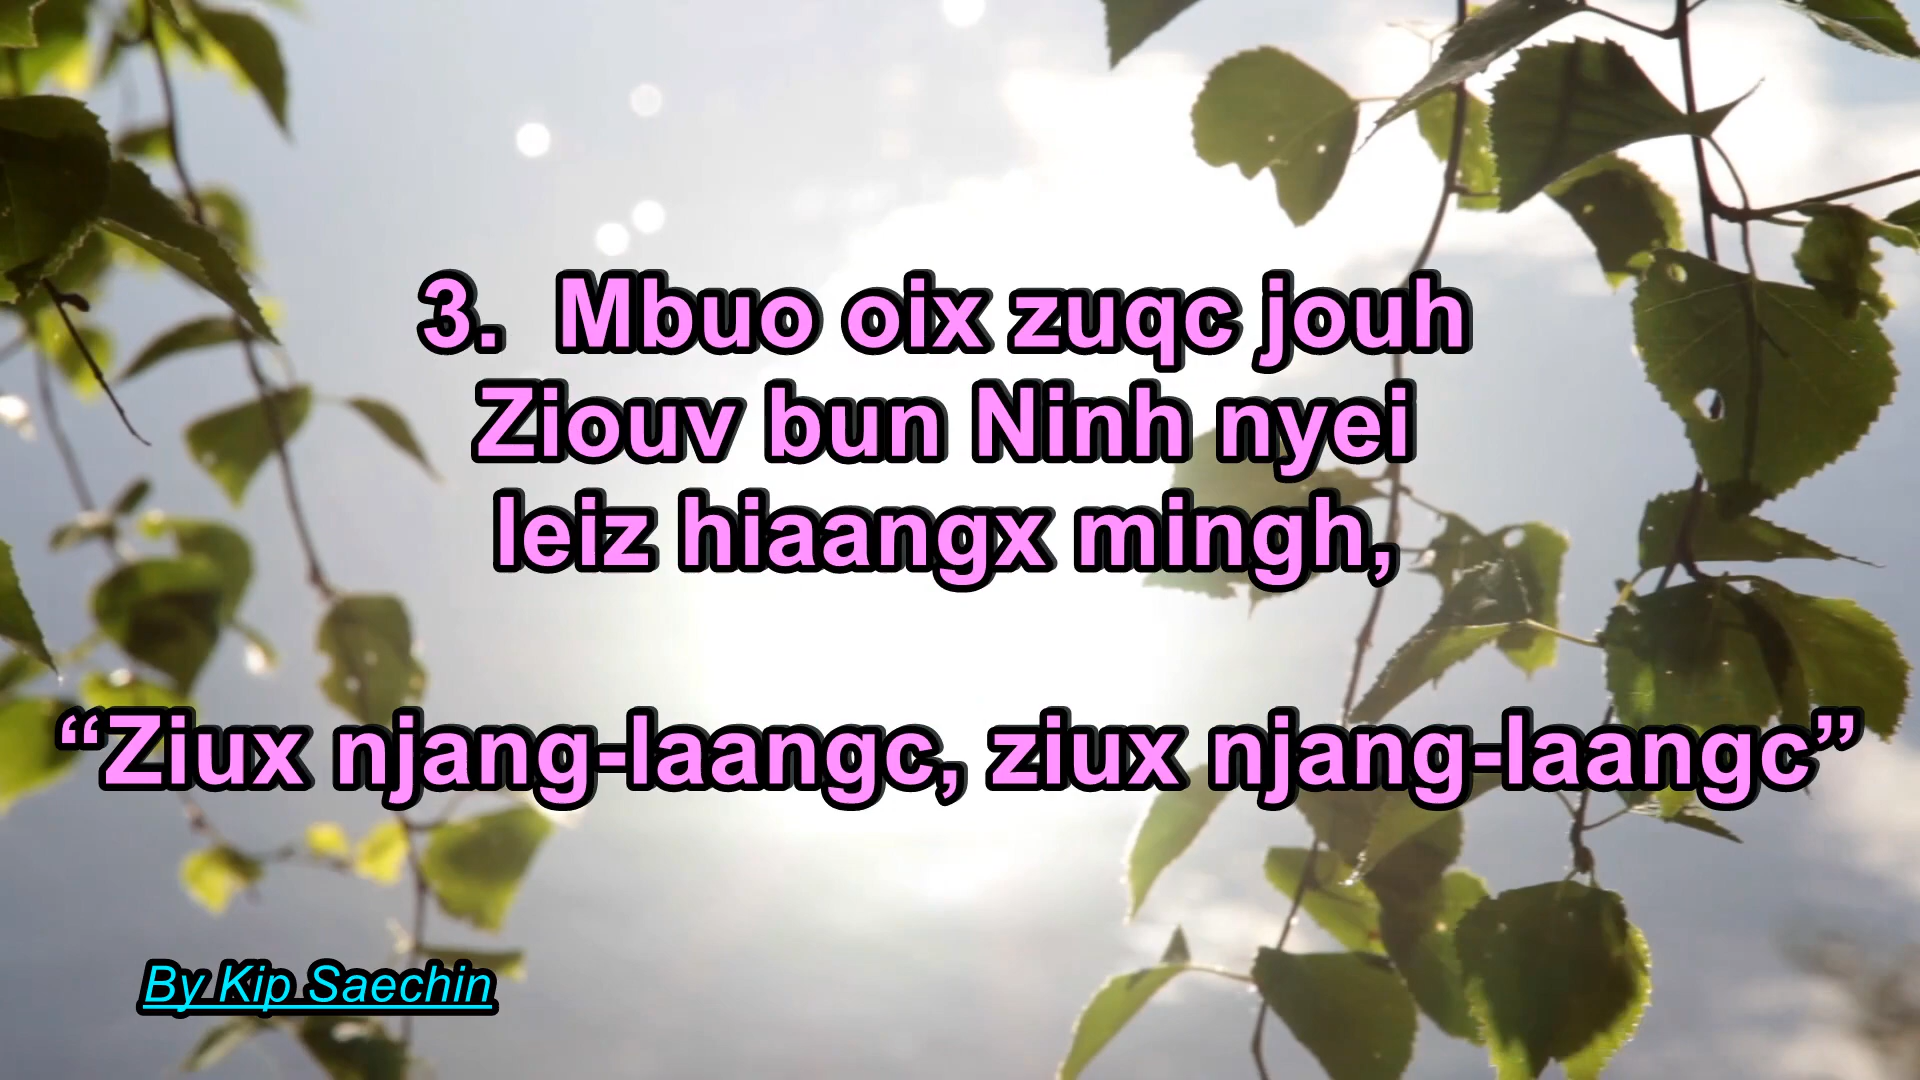 3. Mbuo oix zuqc jouh
Ziouv bun Ninh nyei
leiz hiaangx mingh,
“Ziux njang-laangc, ziux njang-laangc”
By Kip Saechin